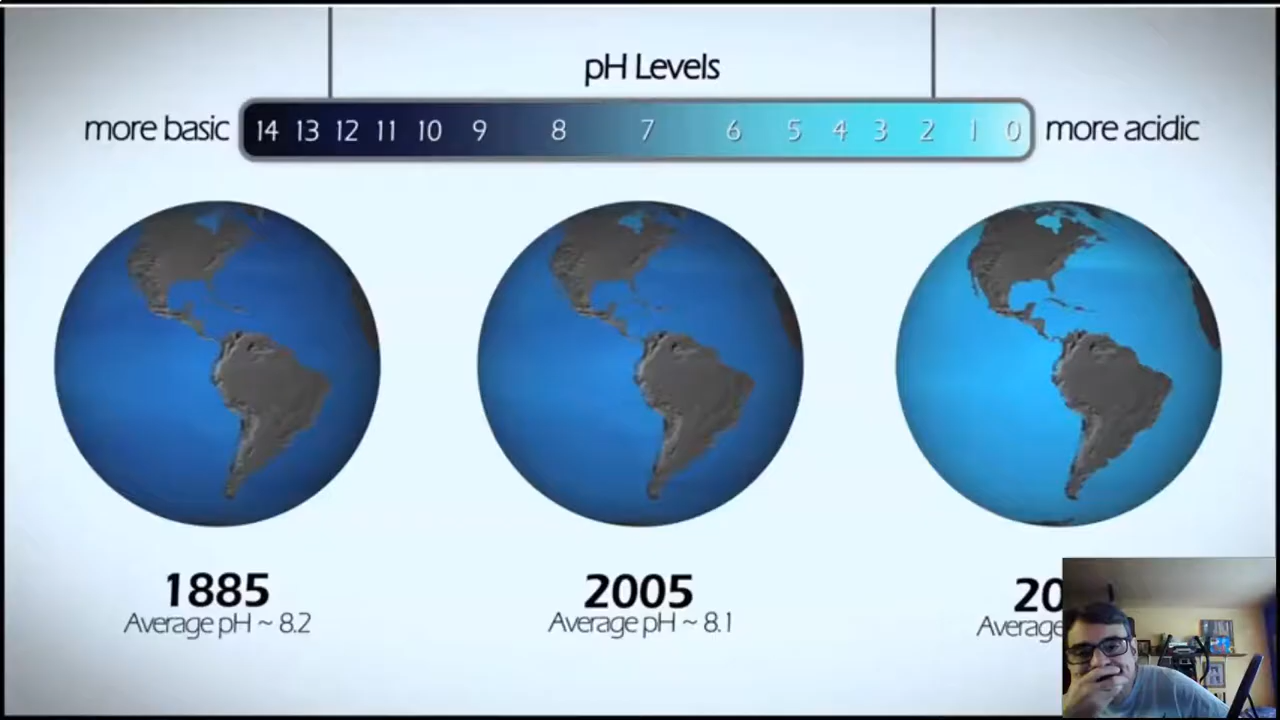 pH Levels
more basic 14 13 12 11 10 9 8 7 6 5 4 3 2 1 0 more acidic
1885 2005 20
Average pH ~ 8.2 Average pH ~ 8.1 Average